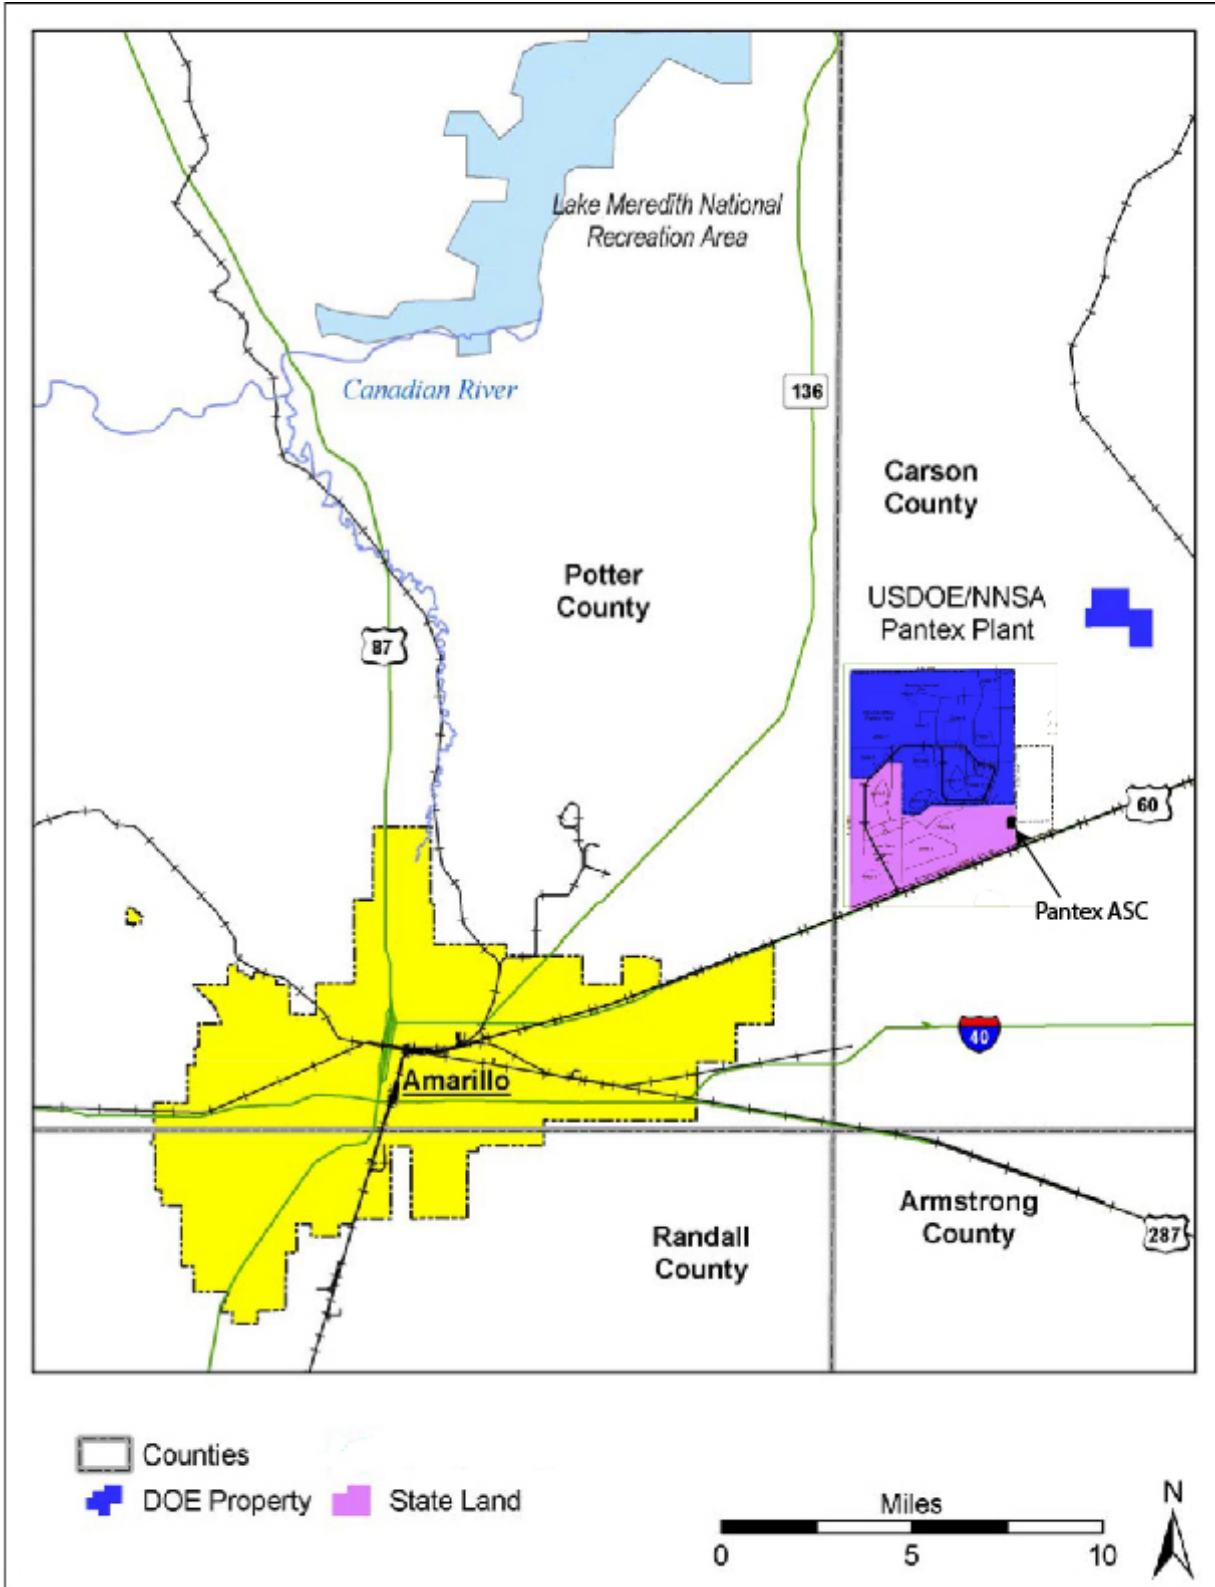 Lake Meredith National
Recreation Area
Canadian River
136
Carson
County
Potter
County
USDOE/NNSA
Pantex Plant
87
60
Pantex ASC
40
Amarillo
Armstrong
County
Randall
County
287
Counties
DOE Property
State Land
Miles
0 5 10
N